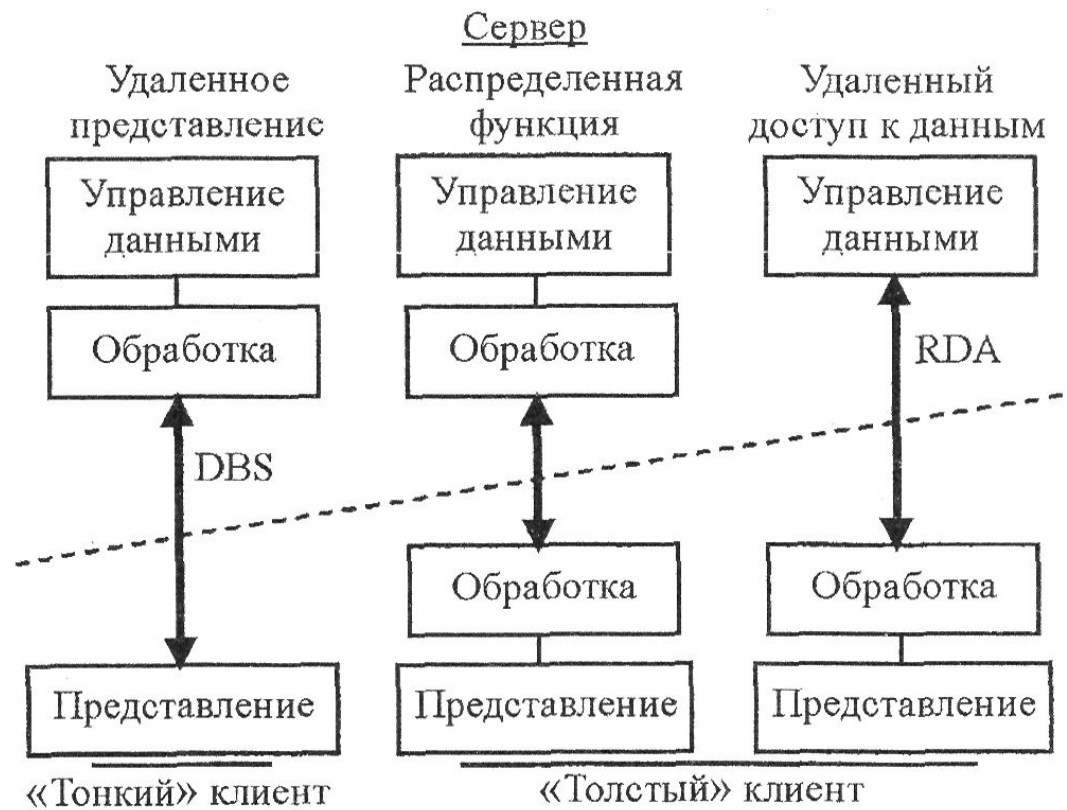 Сервер
Удаленное
представление
Распределенная
функция
Удаленный
доступ к данным
Управление
данными
Управление
данными
Управление
данными
Обработка
Обработка
RDA
DBS
Обработка
Обработка
Представление
Представление
Представление
«Тонкий» клиент
«Толстый» клиент